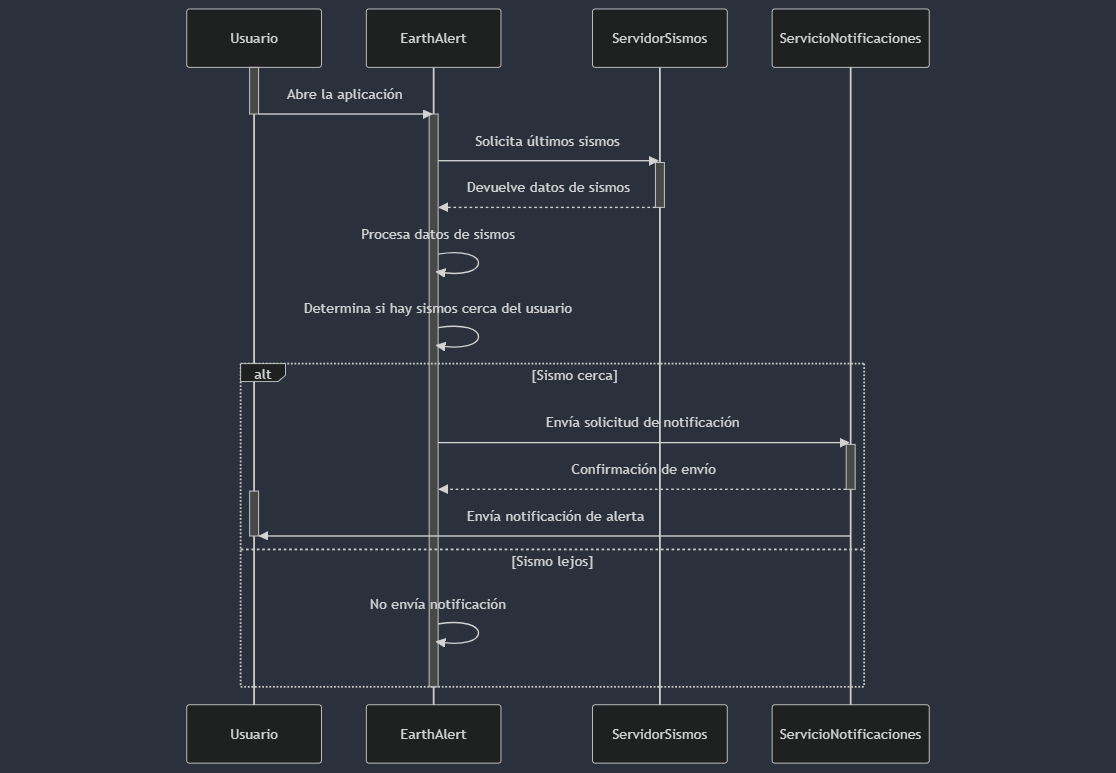 Usuario
EarthAlert
ServidorSismos
ServicioNotificaciones
Abre la aplicación
Solicita últimos sismos
Devuelve datos de sismos
Procesa datos de sismos
Determina si hay sismos cerca del usuario
alt
[Sismo cerca]
Envía solicitud de notificación
Confirmación de envío
Envía notificación de alerta
[Sismo lejos]
No envía notificación
Usuario
EarthAlert
ServidorSismos
ServicioNotificaciones